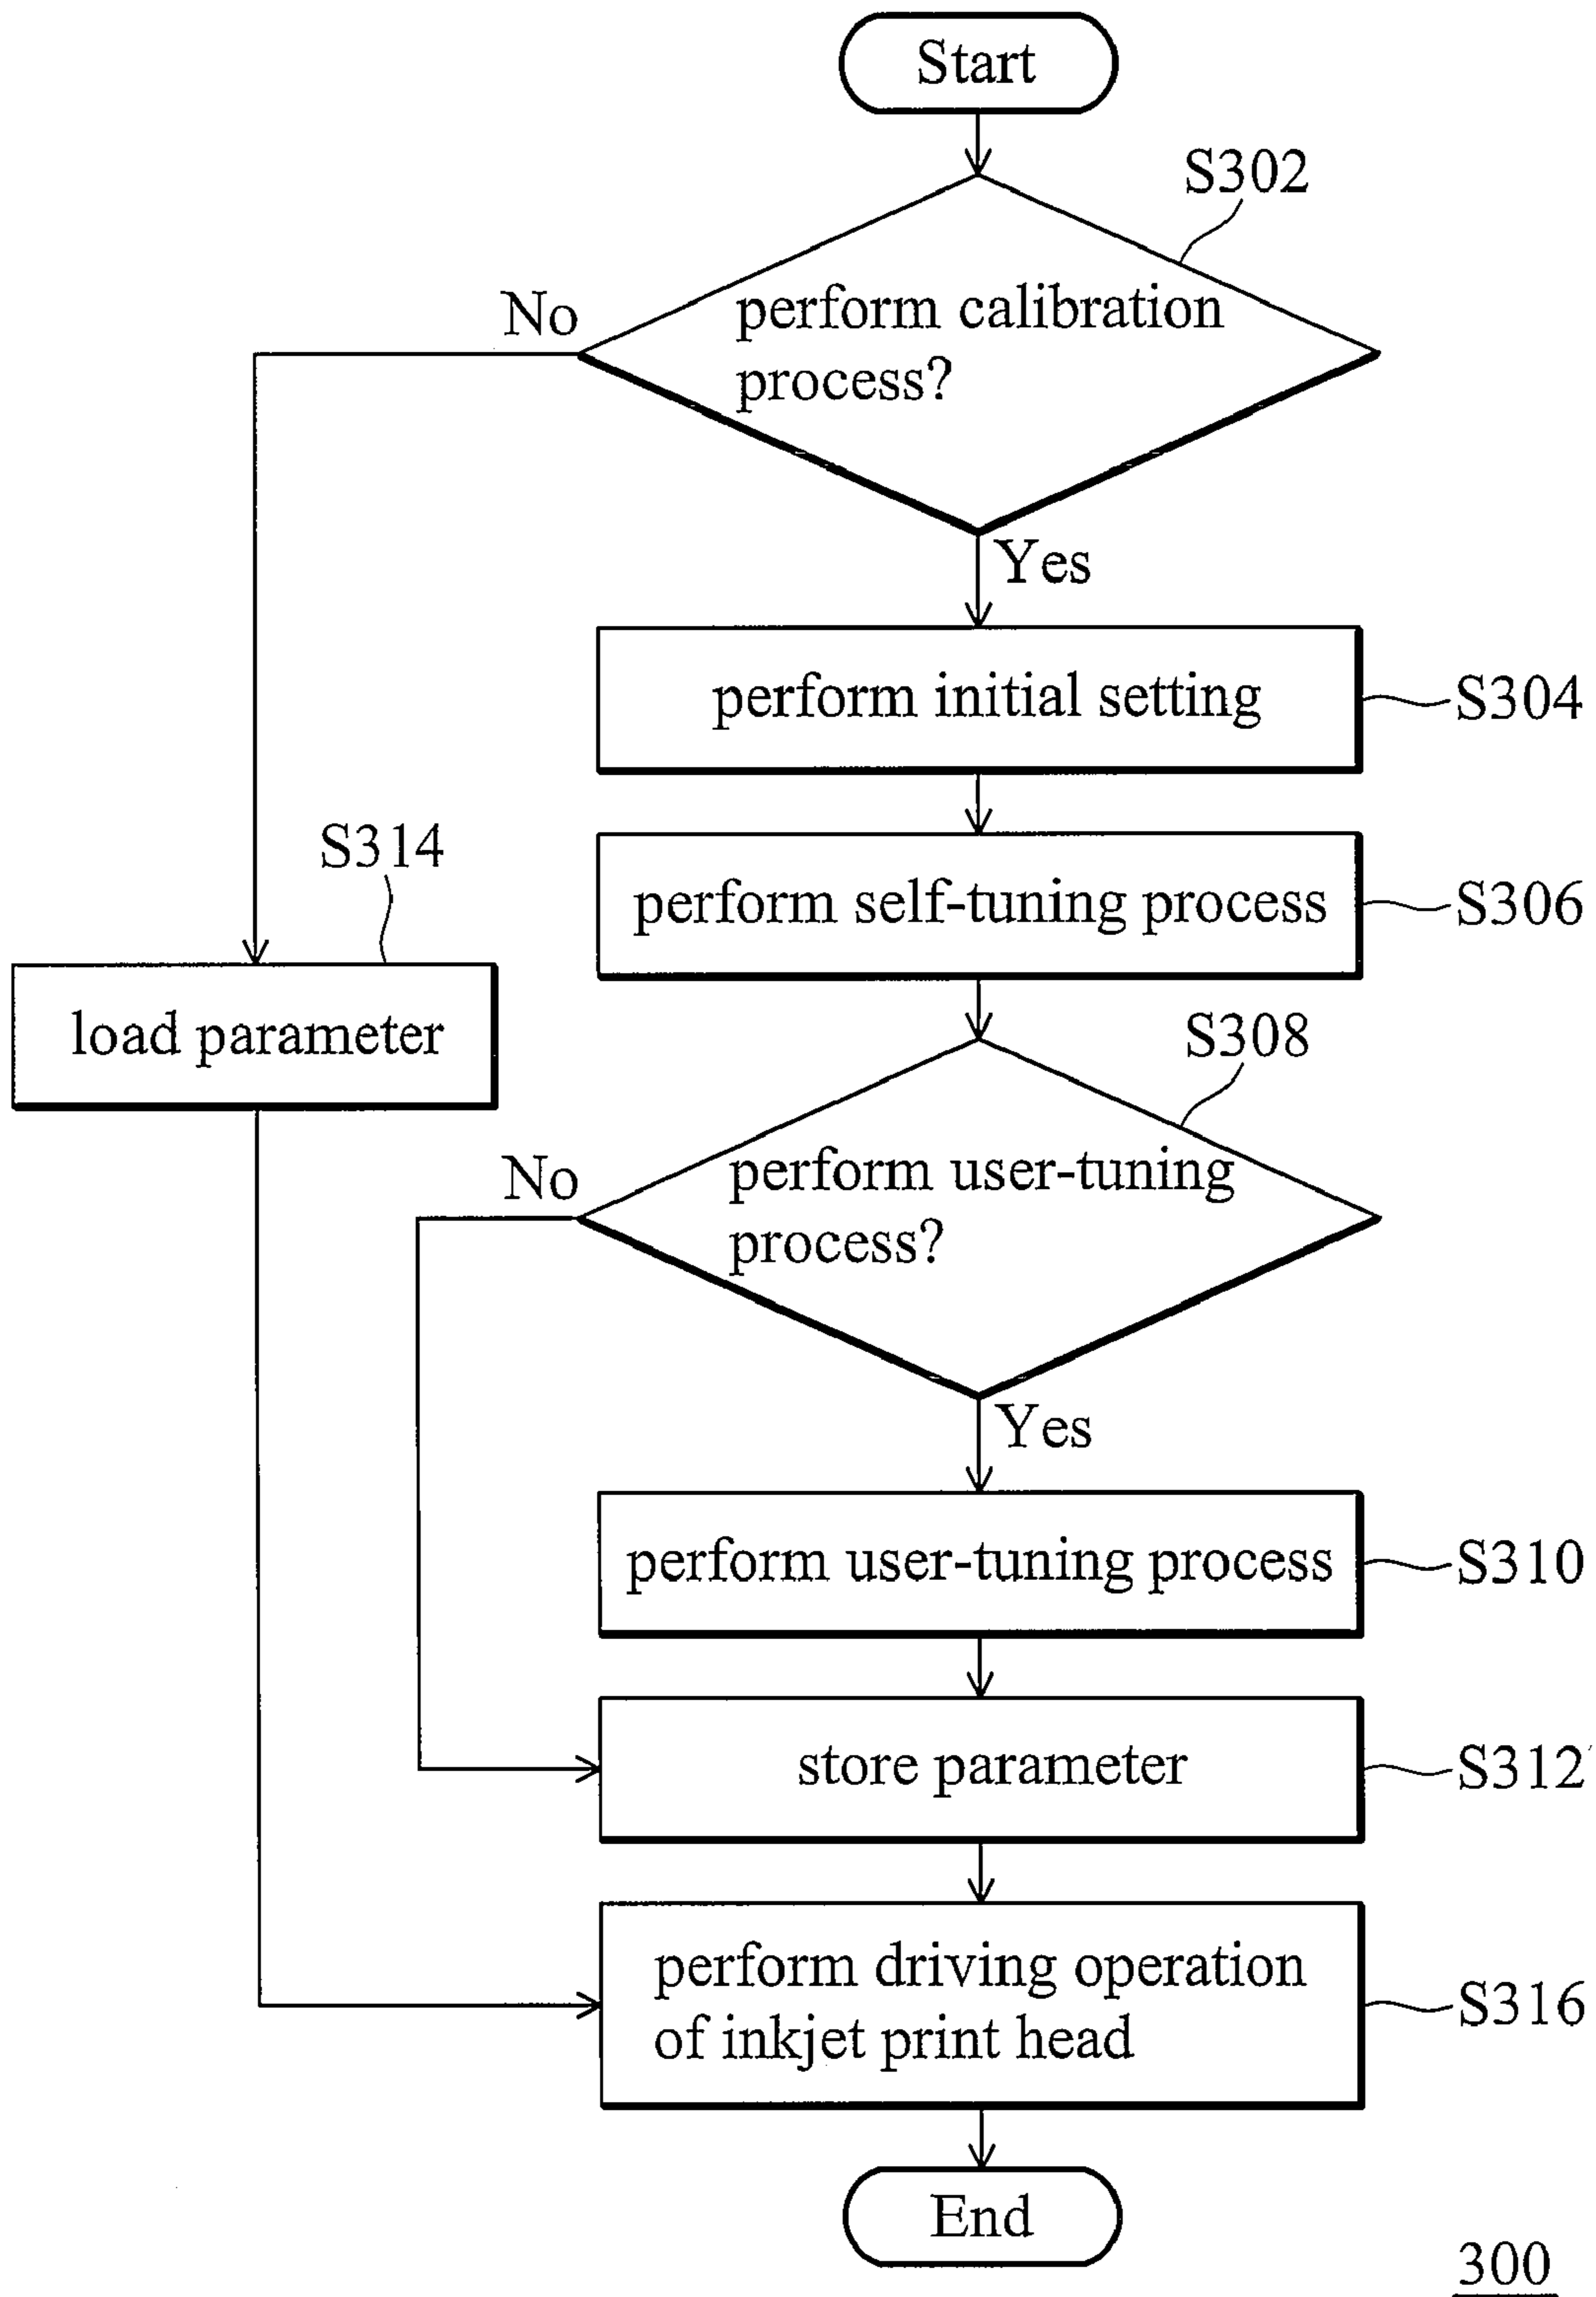 Start
S302
No
perform calibration
process?
Yes
perform initial setting
S304
S314
perform self-tuning process
S306
load parameter
S308
No
perform user-tuning
process?
Yes
perform user-tuning process
S310
store parameter
S312
perform driving operation
of inkjet print head
S316
End
300